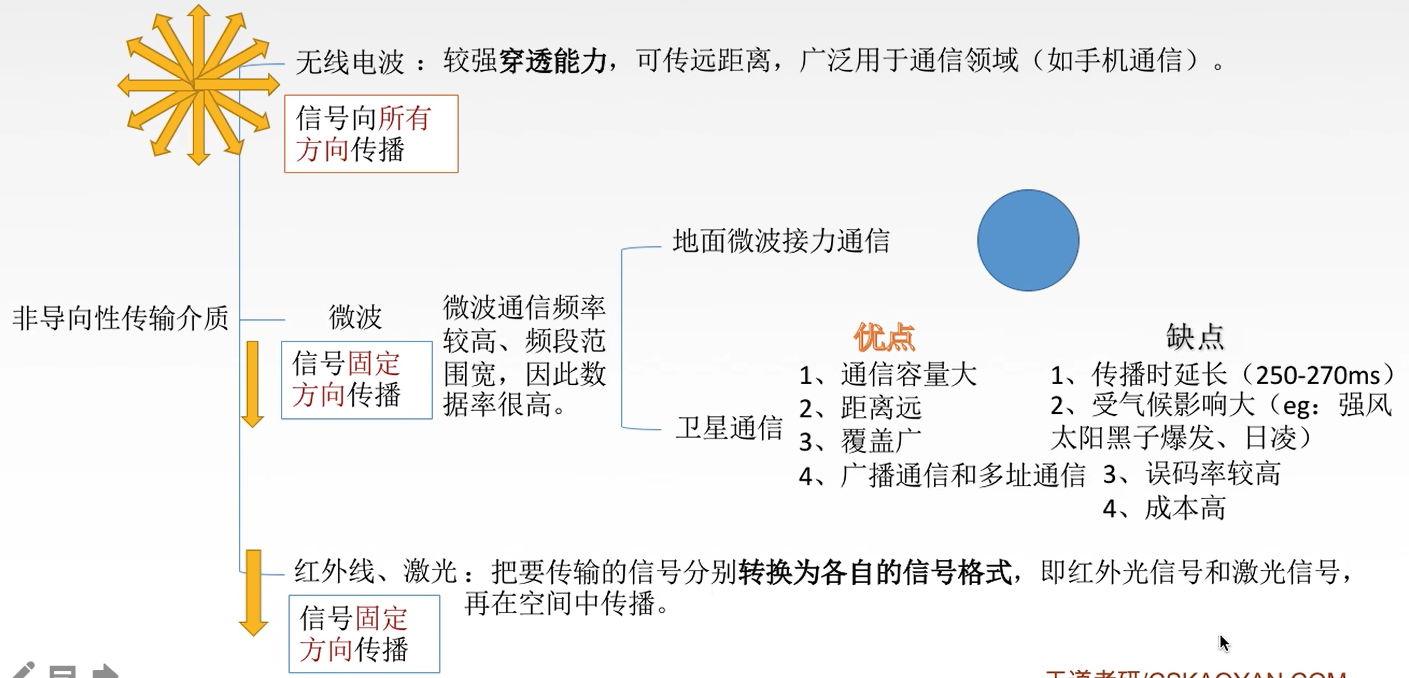 无线电波：较强穿透能力，可传远距离，广泛用于通信领域（如手机通信）。
信号向所有
方向传播
非导向性传输介质
微波
信号固定
方向传播
微波通信频率
较高、频段范
围宽，因此数
据率很高。
地面微波接力通信
卫星通信
优点
1、通信容量大
2、距离远
3、覆盖广
4、广播通信和多址通信
缺点
1、传播时延长（250-270ms）
2、受气候影响大（eg：强风
太阳黑子爆发、日凌）
3、误码率较高
4、成本高
红外线、激光：把要传输的信号分别转换为各自的信号格式，即红外光信号和激光信号，
再在空间中传播。
信号固定
方向传播
王道考研/CSKAOYAN.COM